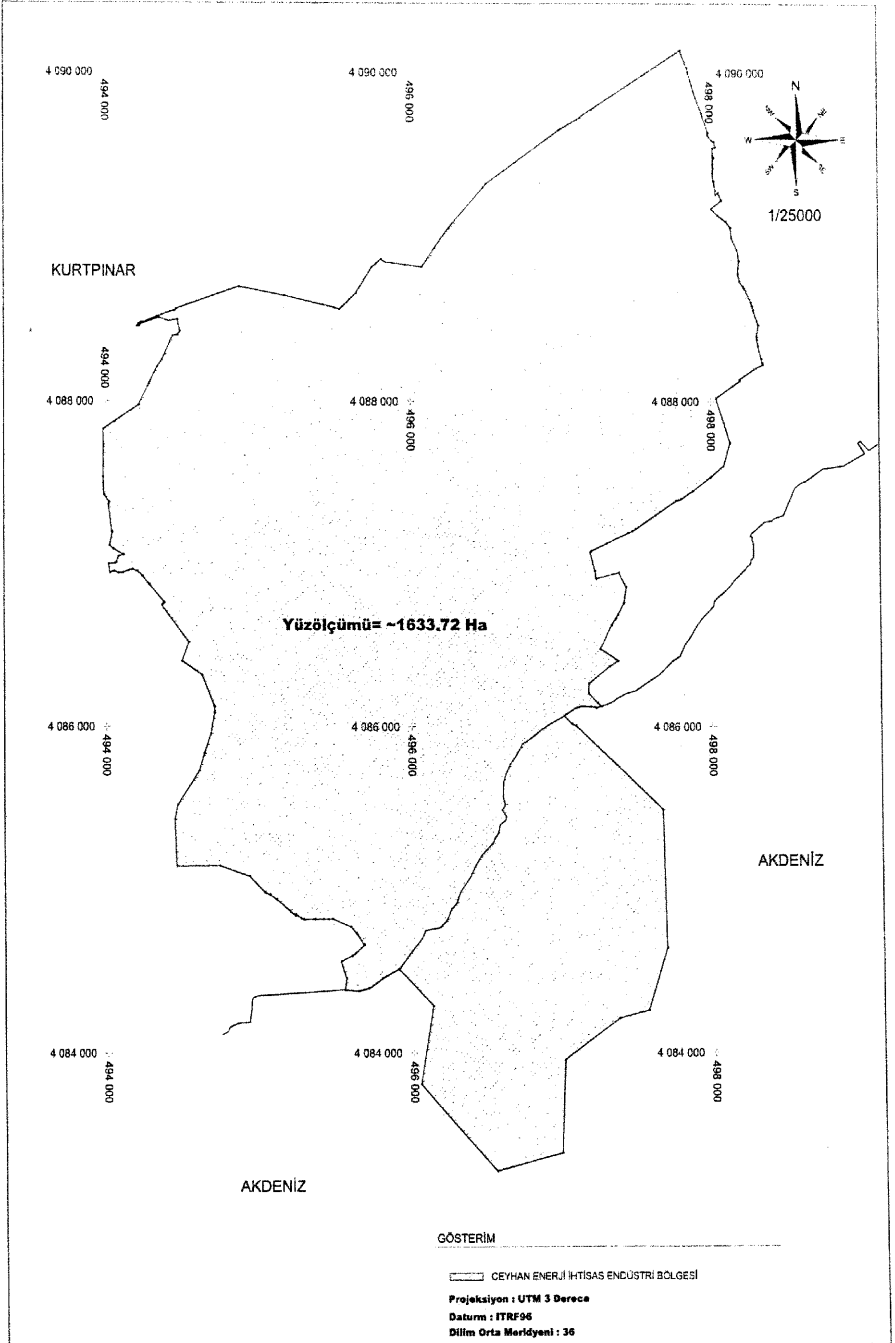 4 090 000
4 090 000
4 090 000
494 000
496 000
498 000
N
NW
NE
W
E
SW
SE
S
1/25000
KURTPINAR
494 000
4 088 000
4 088 000
496 000
4 088 000
498 000
Yüzölçümü= ~1633.72 Ha
4 086 000
494 000
4 086 000
496 000
4 086 000
498 000
AKDENİZ
4 084 000
494 000
4 084 000
496 000
4 084 000
498 000
AKDENİZ
GÖSTERİM
CEYHAN ENERJİ İHTİSAS ENDÜSTRİ BÖLGESİ
Projeksiyon : UTM 3 Derece
Datum : ITRF96
Dilim Orta Meridyeni : 36